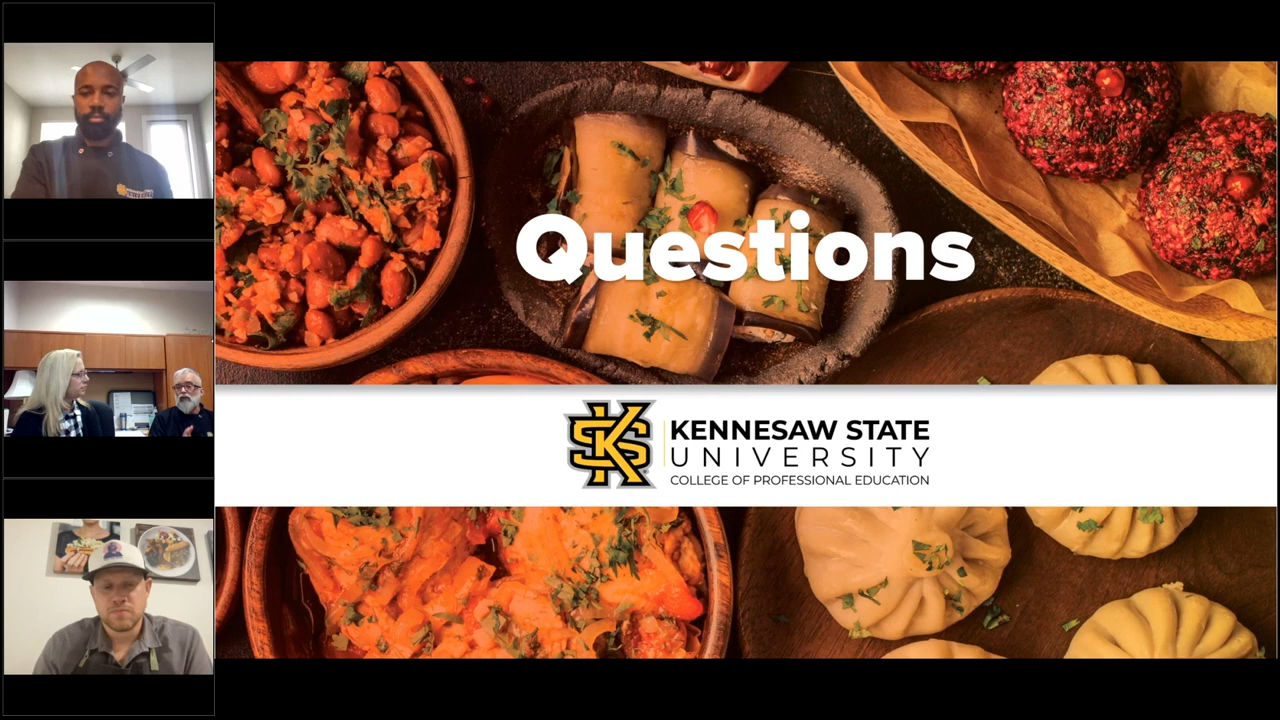 Questions
KENNESAW STATE
UNIVERSITY
COLLEGE OF PROFESSIONAL EDUCATION